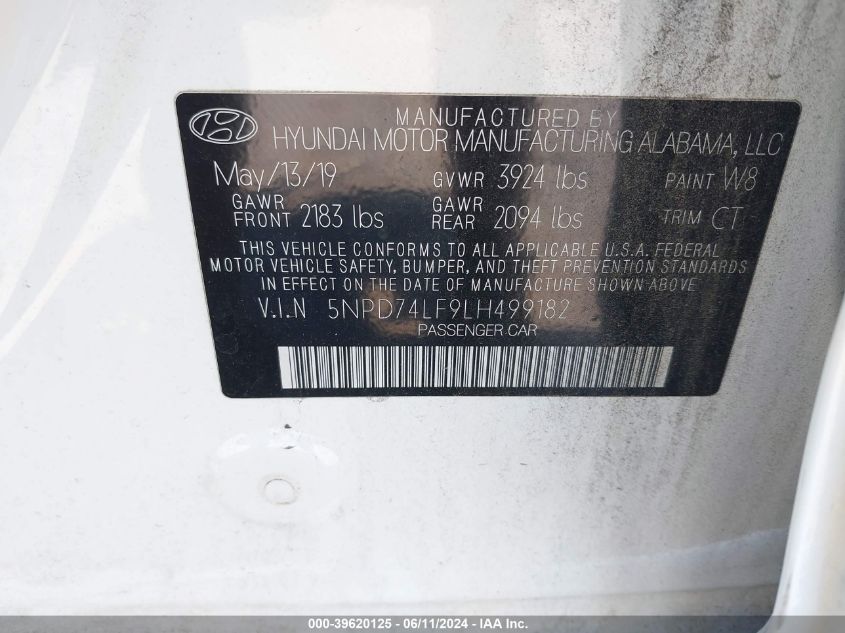 MANUFACTURED BY
HYUNDAI MOTOR MANUFACTURING ALABAMA, LLC
May/13/19 GVWR 3924 lbs PAINT W8
GAWR FRONT 2183 lbs GAWR REAR 2094 lbs TRIM CT
THIS VEHICLE CONFORMS TO ALL APPLICABLE U.S.A. FEDERAL
MOTOR VEHICLE SAFETY, BUMPER, AND THEFT PREVENTION STANDARDS
IN EFFECT ON THE DATE OF MANUFACTURE SHOWN ABOVE
V.I.N 5NPD74LF9LH499182
PASSENGER CAR
000-39620125 - 06/11/2024 - IAA Inc.